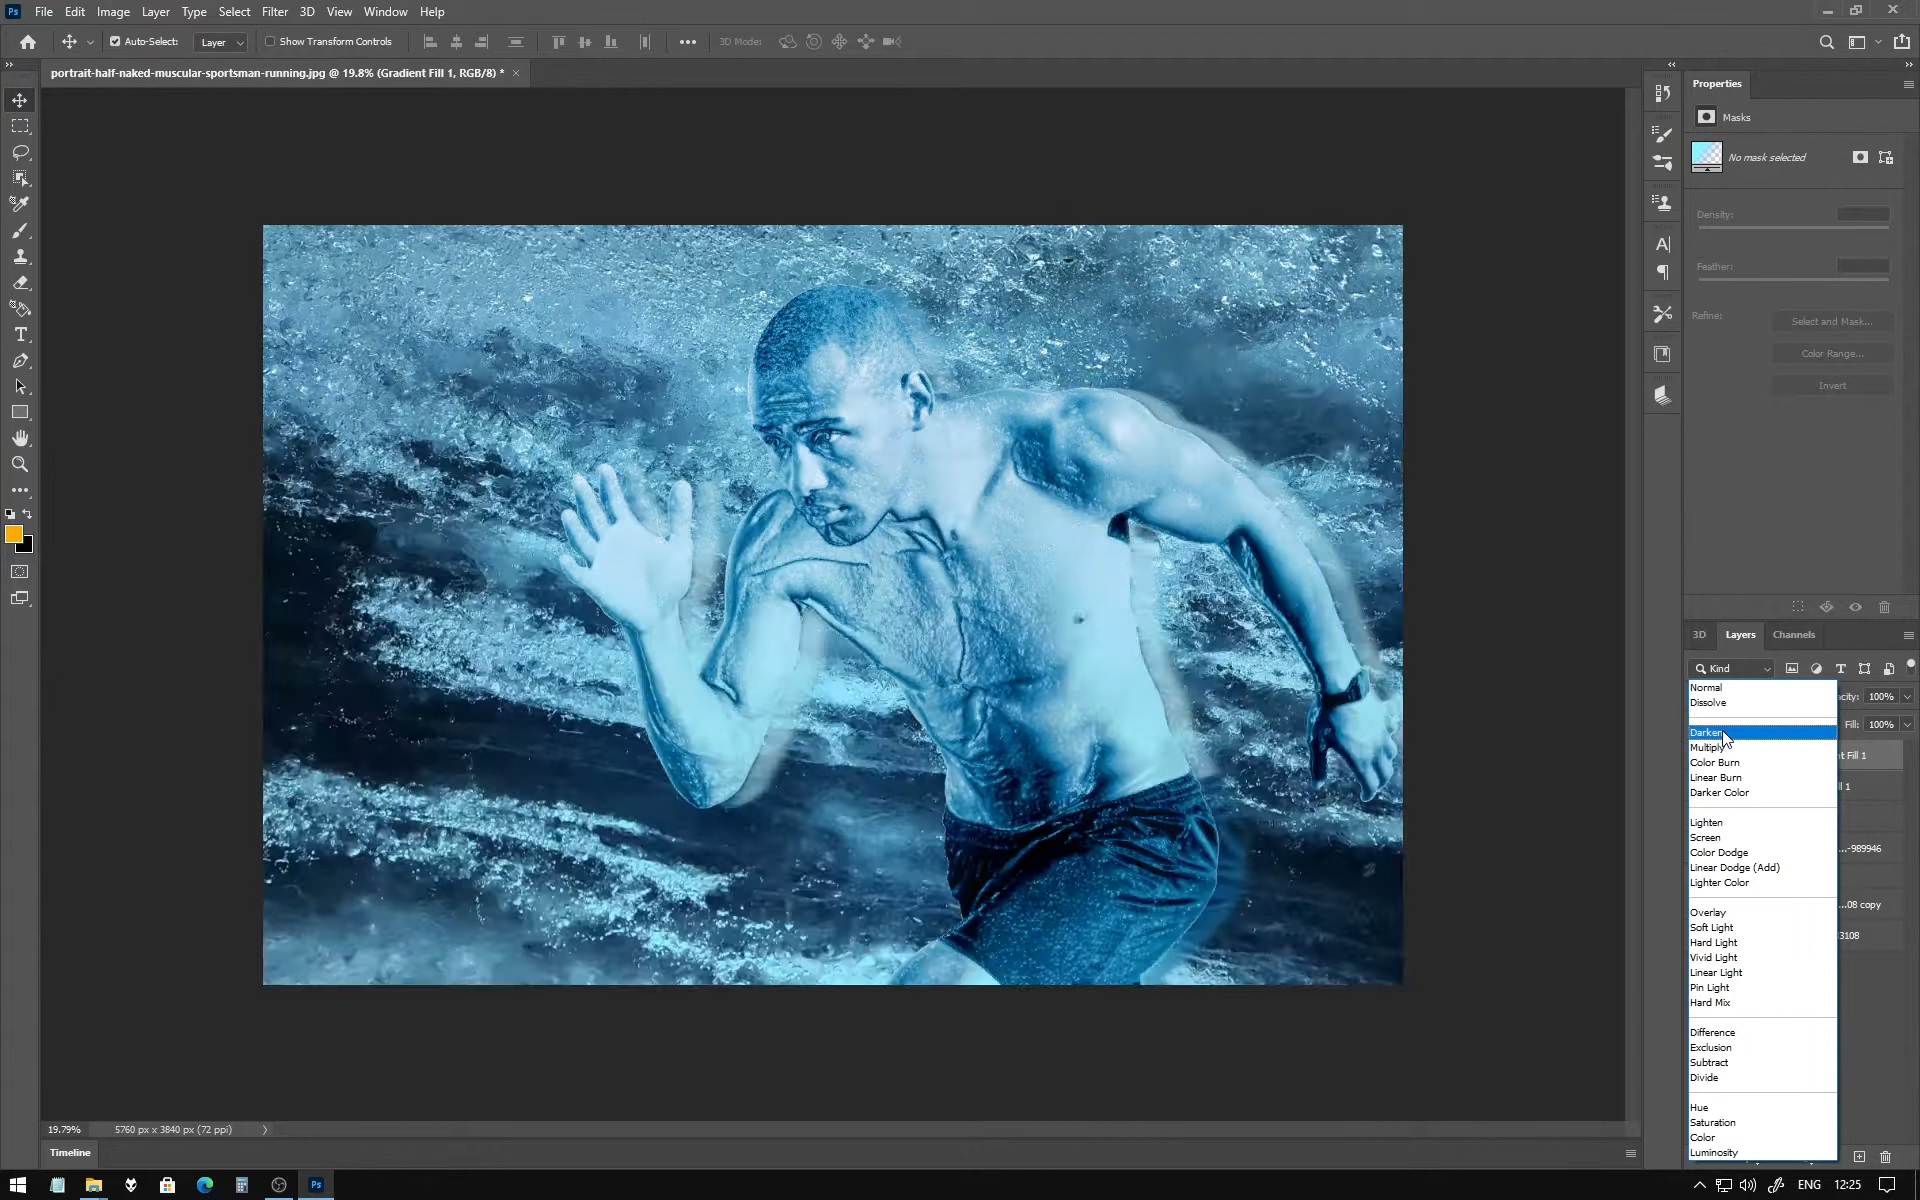 Ps File Edit Image Layer Type Select Filter 3D View Window Help
Auto-Select: Layer Show Transform Controls 3D Mode:
portrait-half-naked-muscular-sportsman-running.jpg @ 19.8% (Gradient Fill 1, RGB/8) * ×
Properties
Masks
No mask selected
Density:
Feather:
Refine:
Select and Mask...
Color Range...
Invert
3D Layers Channels
Kind
Normal
acity: 100%
Dissolve
Fill: 100%
Darken
Multiply
t Fill 1
Color Burn
Linear Burn
ll 1
Darker Color
Lighten
Screen
Color Dodge
...-989946
Linear Dodge (Add)
Lighter Color
...08 copy
Overlay
Soft Light
Hard Light
3108
Vivid Light
Linear Light
Pin Light
Hard Mix
Difference
Exclusion
Subtract
Divide
Hue
Saturation
Color
Luminosity
19.79% 5760 px x 3840 px (72 ppi)
Timeline
Ps
ENG 12:25